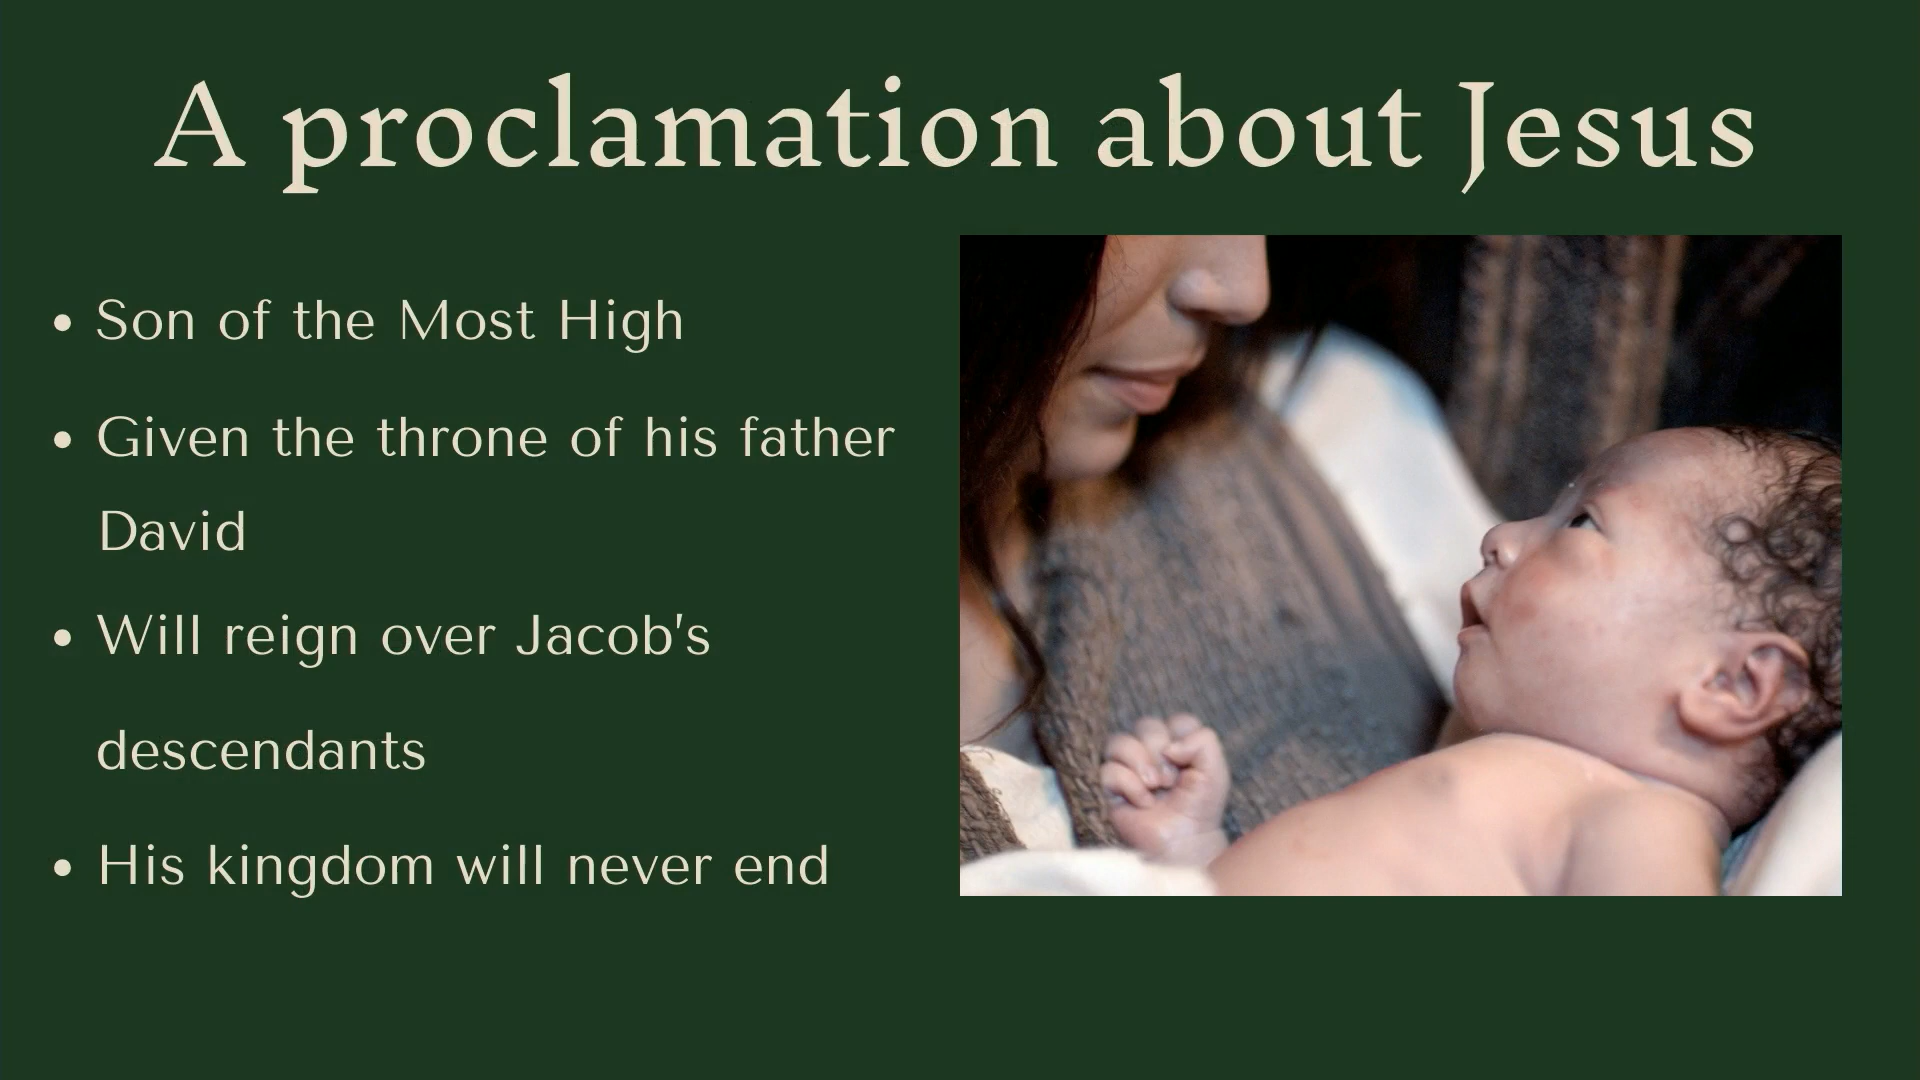 A proclamation about Jesus
• Son of the Most High
• Given the throne of his father
David
• Will reign over Jacob's
descendants
• His kingdom will never end